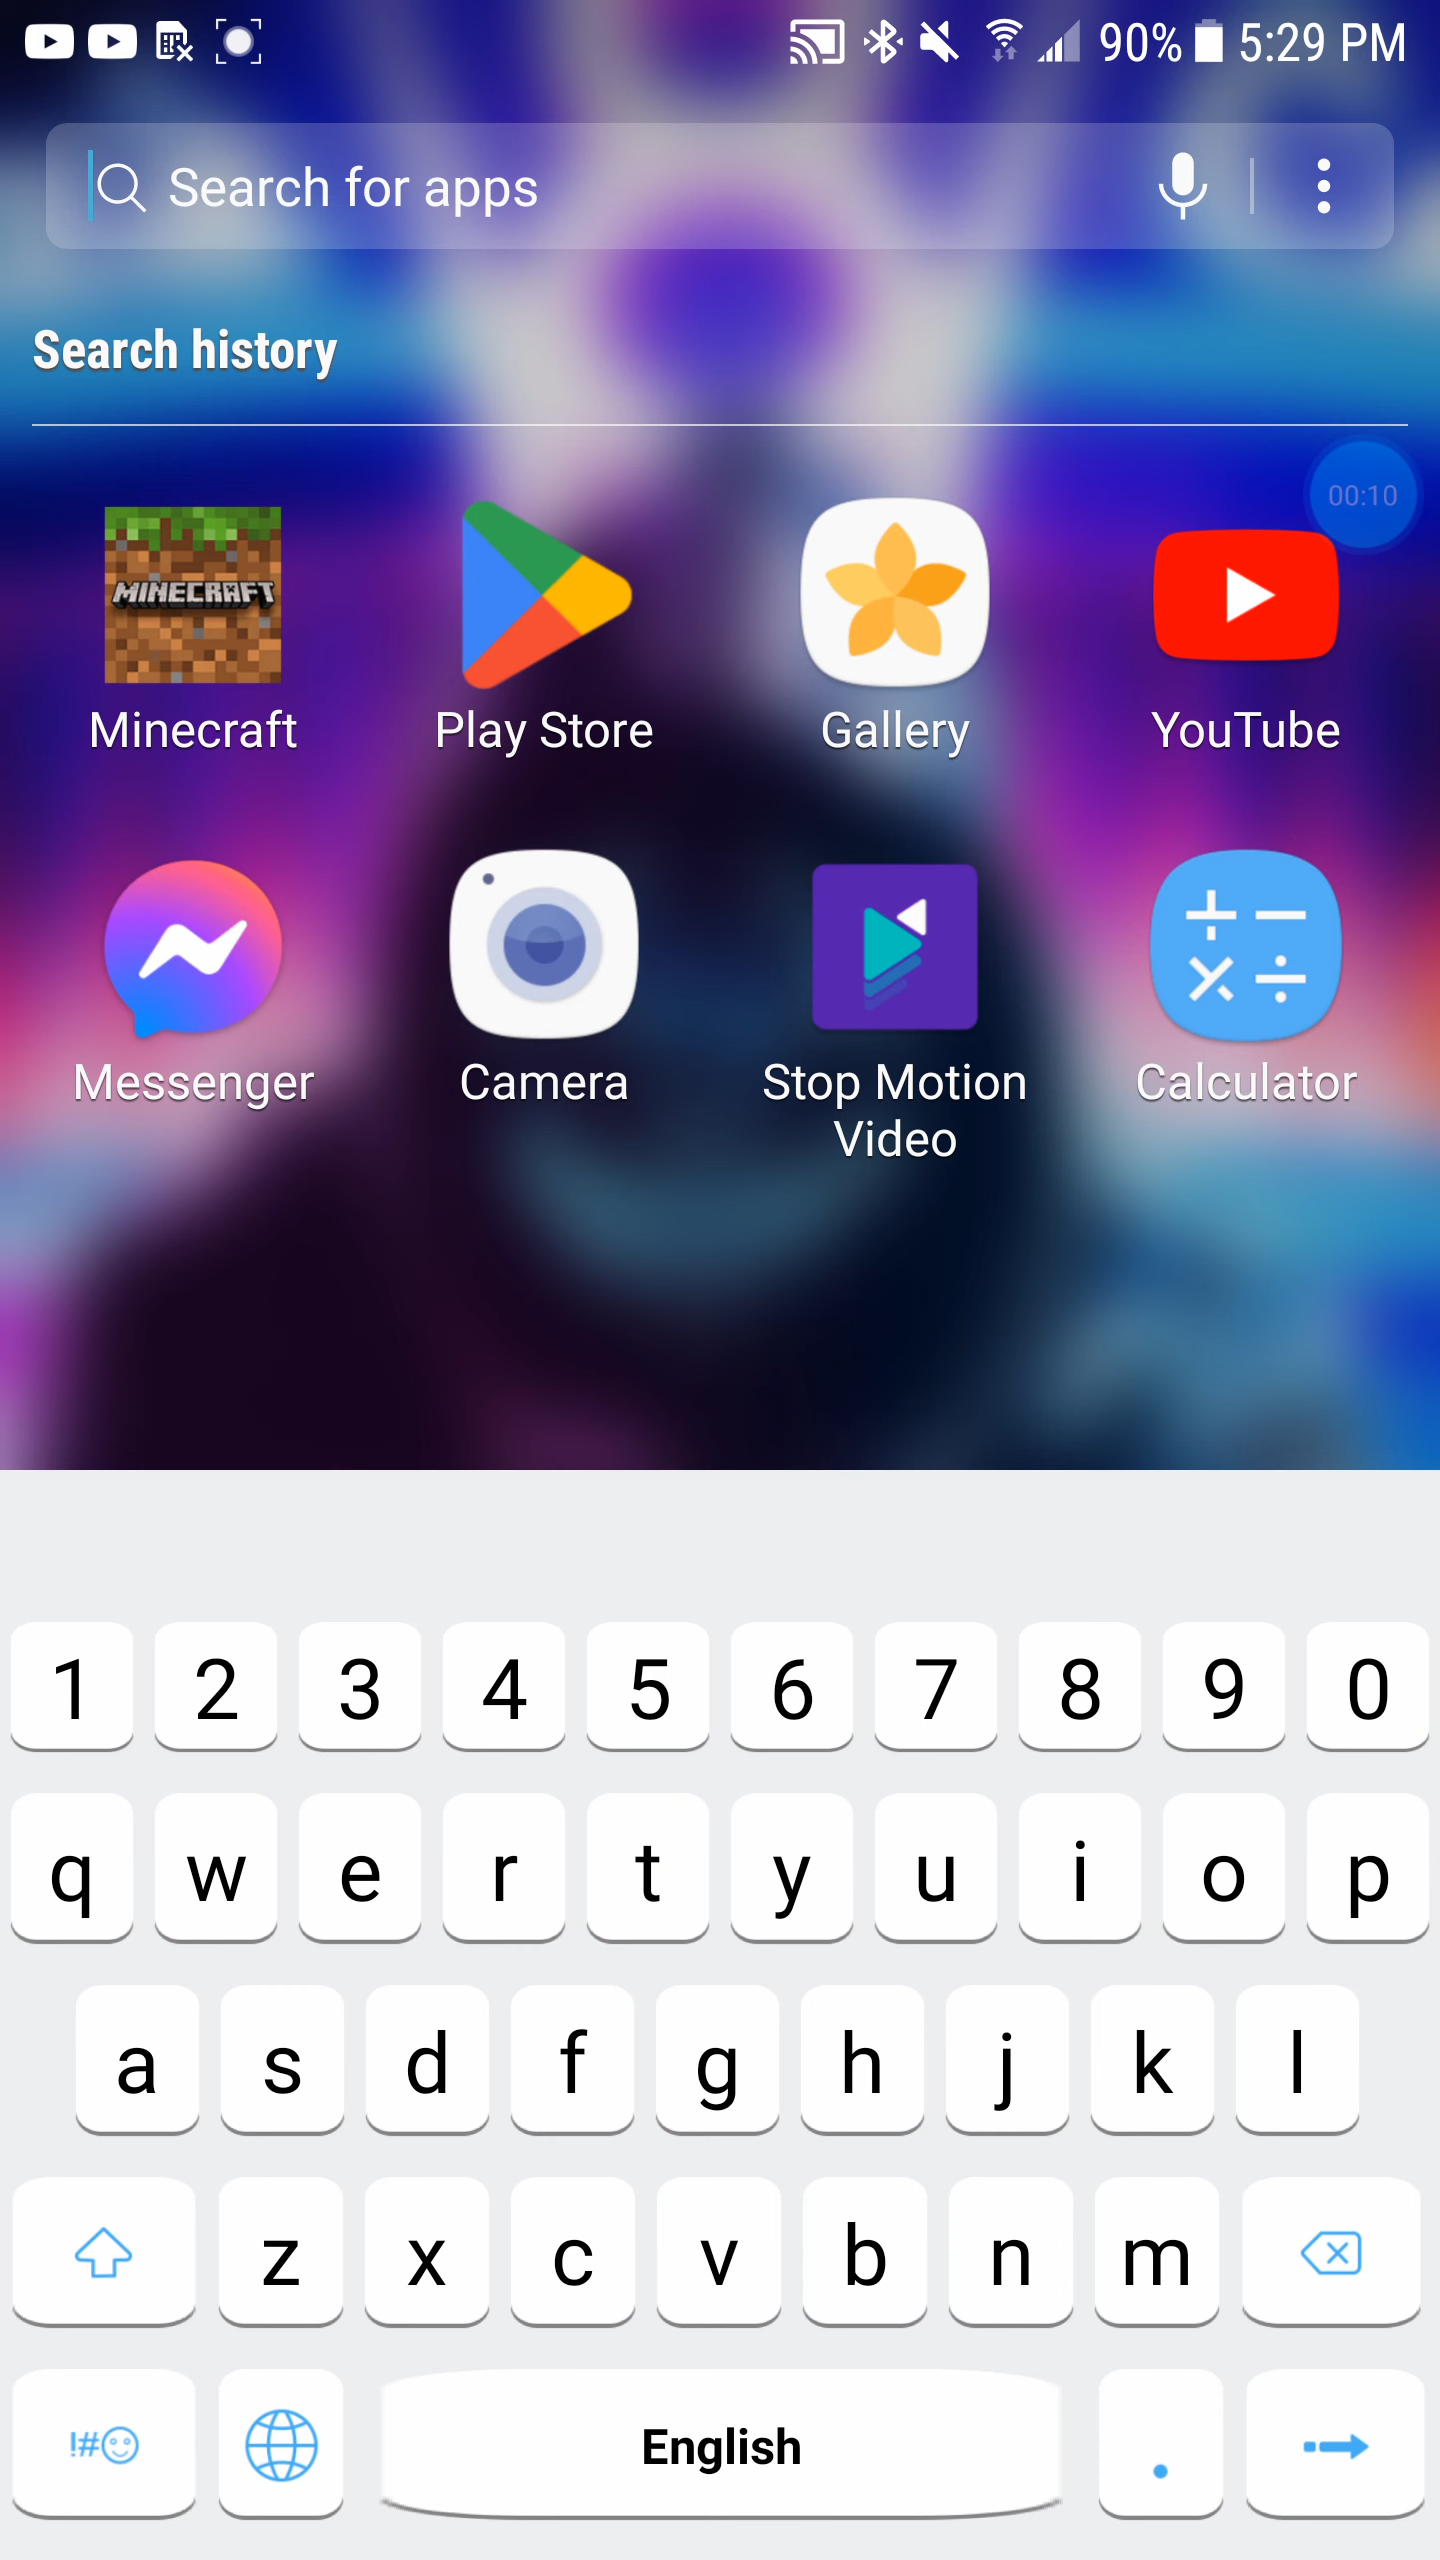 90% 5:29 PM
Search for apps
Search history
00:10
MINECRAFT
Minecraft Play Store Gallery YouTube
Messenger Camera Stop Motion Video Calculator
1 2 3 4 5 6 7 8 9 0
q w e r t y u i o p
a s d f g h j k l
z x c v b n m
!#☺ English .